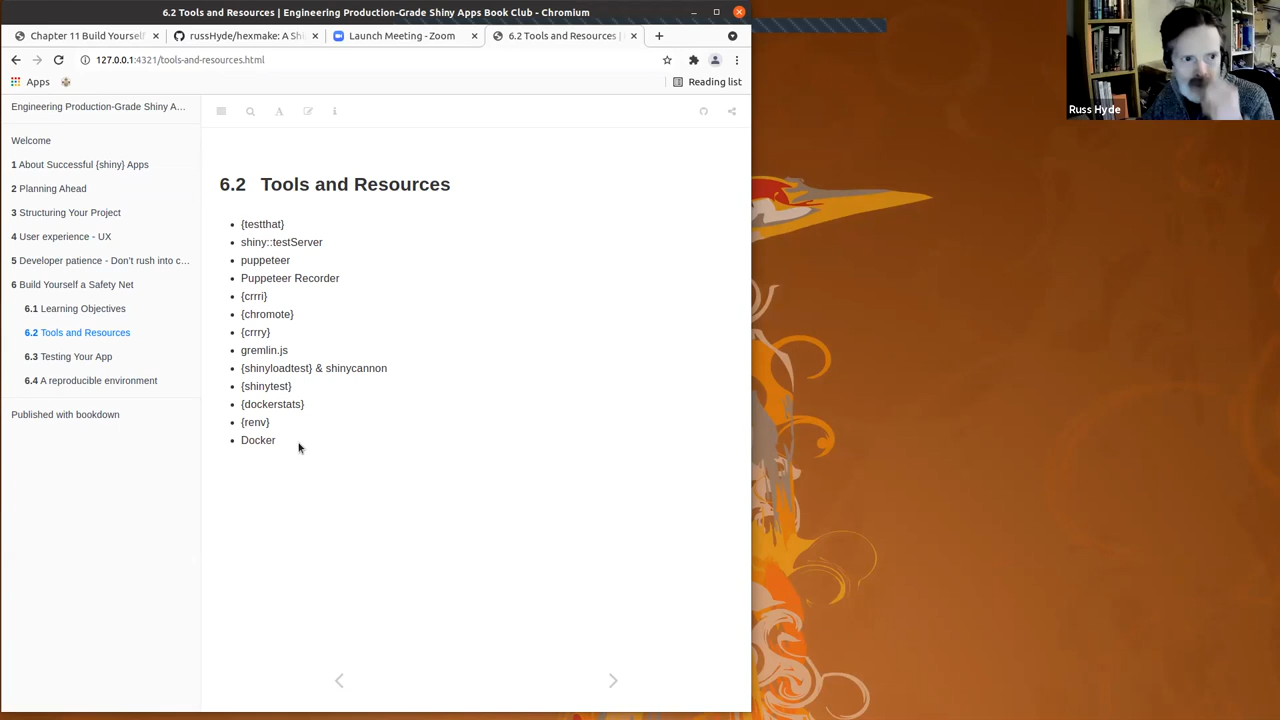 6.2 Tools and Resources | Engineering Production-Grade Shiny Apps Book Club - Chromium
Chapter 11 Build Yourself
russHyde/hexmake: A Shi
Launch Meeting - Zoom
6.2 Tools and Resources |
127.0.0.1:4321/tools-and-resources.html
Apps
Reading list
Engineering Production-Grade Shiny A...
Welcome
1 About Successful {shiny} Apps
2 Planning Ahead
3 Structuring Your Project
4 User experience - UX
5 Developer patience - Don't rush into c...
6 Build Yourself a Safety Net
6.1 Learning Objectives
6.2 Tools and Resources
6.3 Testing Your App
6.4 A reproducible environment
Published with bookdown
6.2 Tools and Resources
• {testthat}
• shiny::testServer
• puppeteer
• Puppeteer Recorder
• {crrri}
• {chromote}
• {crrry}
• gremlin.js
• {shinyloadtest} & shinycannon
• {shinytest}
• {dockerstats}
• {renv}
• Docker
Russ Hyde